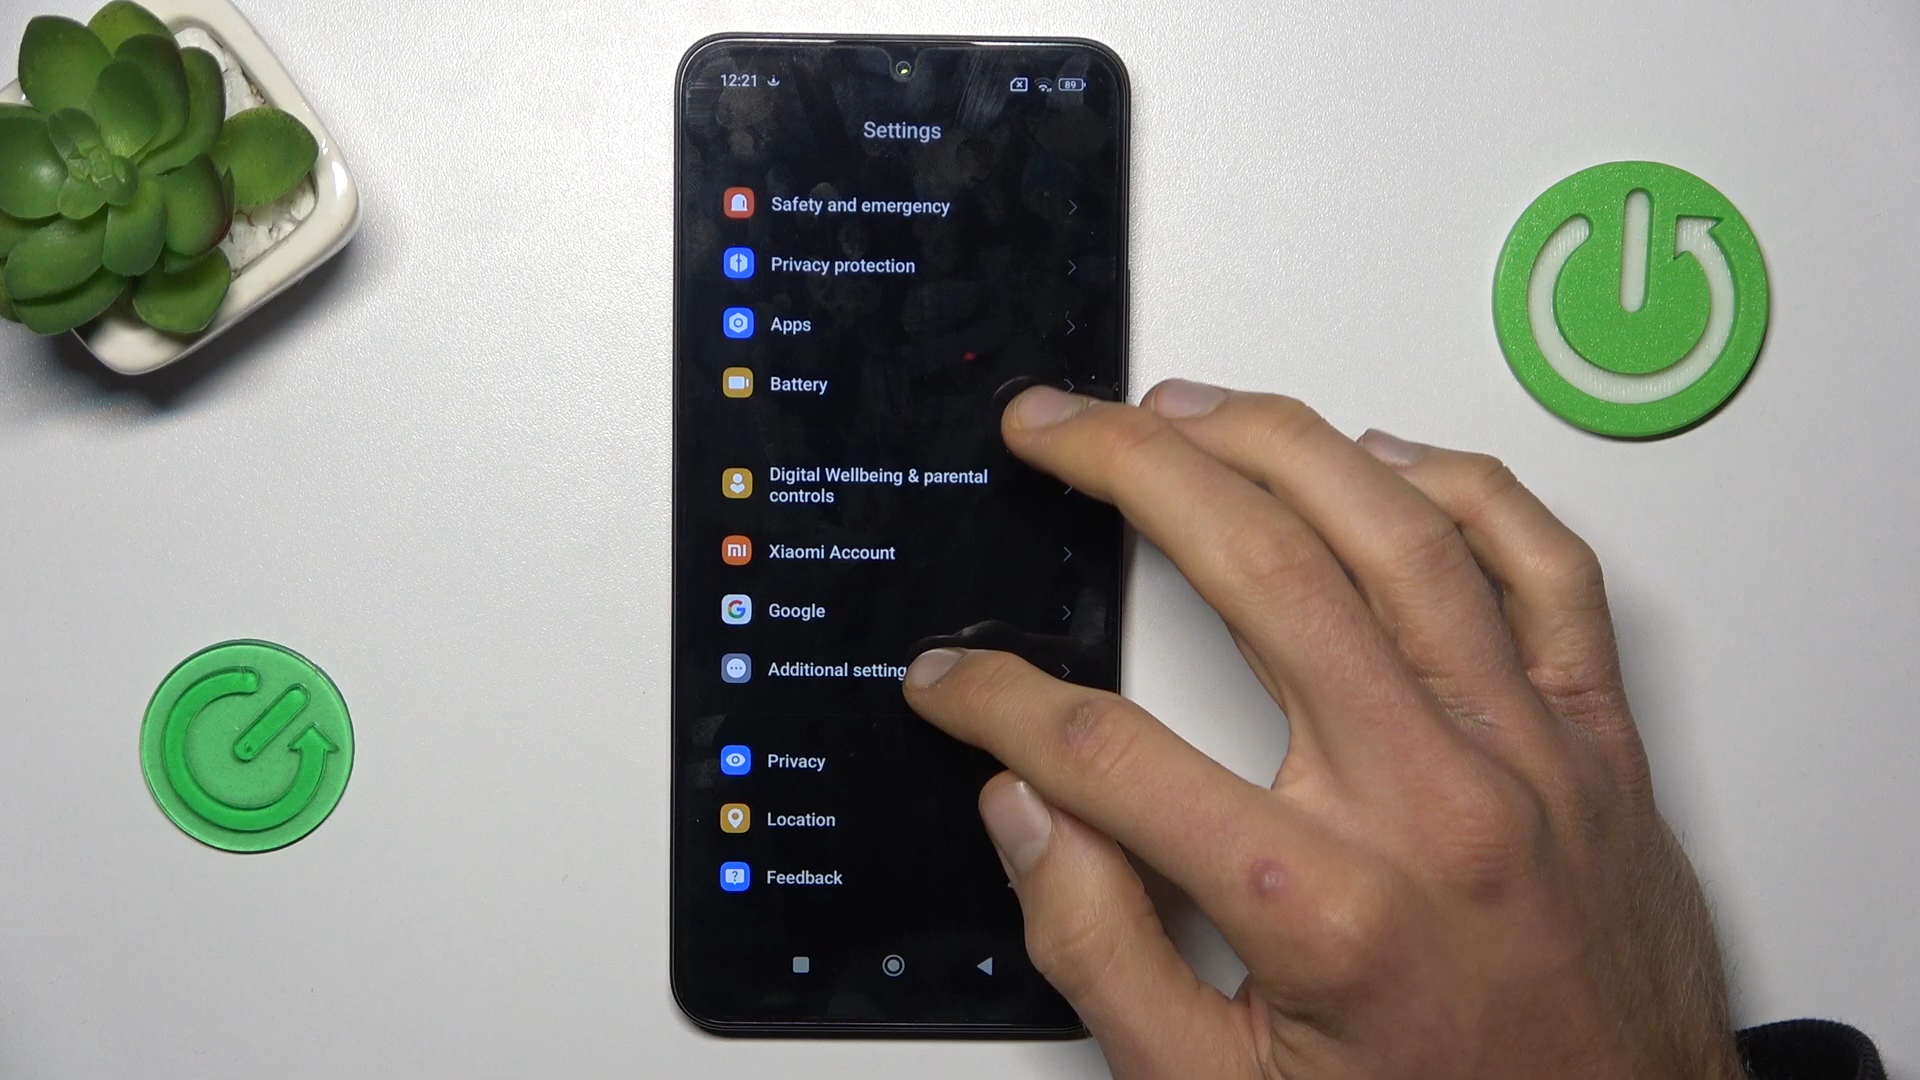 12:21
89
Settings
Safety and emergency
Privacy protection
Apps
Battery
Digital Wellbeing & parental
controls
mi
Xiaomi Account
G
Google
Additional setting
Privacy
Location
?
Feedback